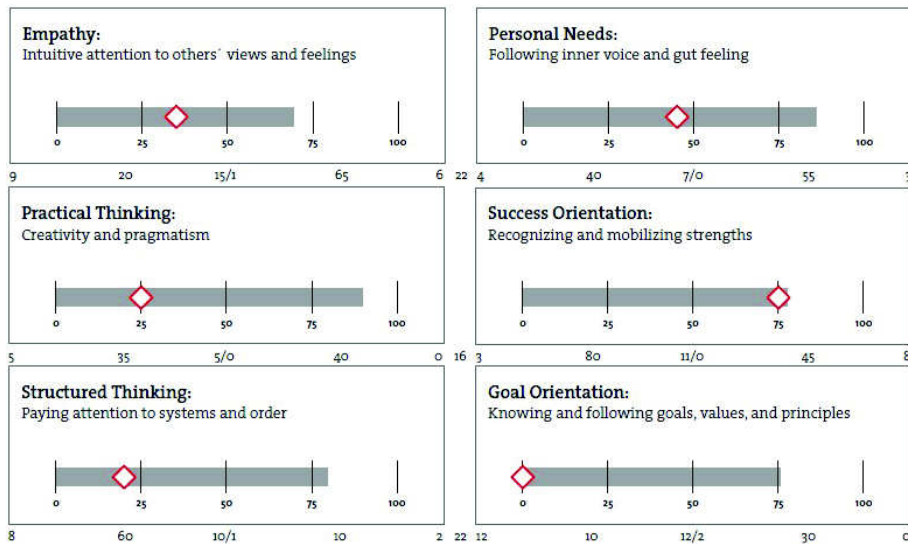 Empathy:
Intuitive attention to others´ views and feelings
0 25 50 75 100
9 20 15/1 65 6 22
Personal Needs:
Following inner voice and gut feeling
0 25 50 75 100
4 40 7/0 55
Practical Thinking:
Creativity and pragmatism
0 25 50 75 100
5 35 5/0 40 0 16
Success Orientation:
Recognizing and mobilizing strengths
0 25 50 75 100
3 80 11/0 45
Structured Thinking:
Paying attention to systems and order
0 25 50 75 100
8 60 10/1 10 2 22
Goal Orientation:
Knowing and following goals, values, and principles
0 25 50 75 100
12 10 12/2 30